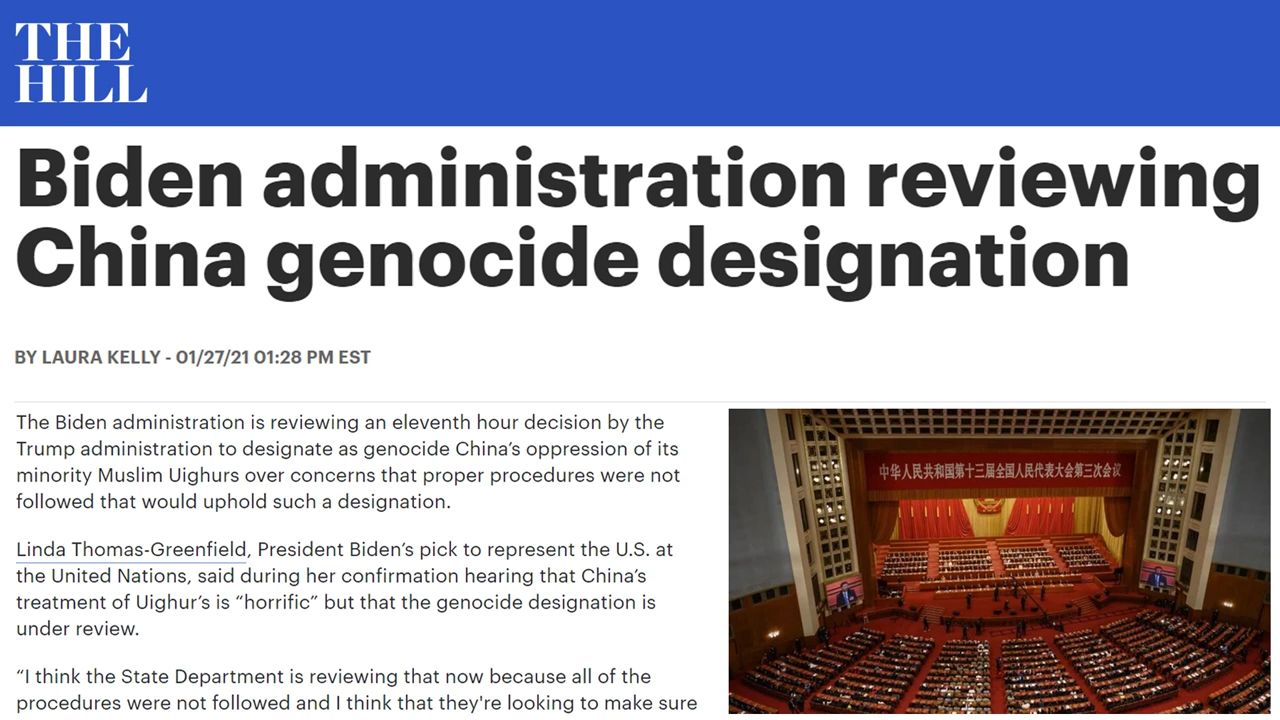 THE
HILL
Biden administration reviewing
China genocide designation
BY LAURA KELLY - 01/27/21 01:28 PM EST
The Biden administration is reviewing an eleventh hour decision by the
Trump administration to designate as genocide China’s oppression of its
minority Muslim Uighurs over concerns that proper procedures were not
followed that would uphold such a designation.
Linda Thomas-Greenfield, President Biden’s pick to represent the U.S. at
the United Nations, said during her confirmation hearing that China’s
treatment of Uighur’s is “horrific” but that the genocide designation is
under review.
“I think the State Department is reviewing that now because all of the
procedures were not followed and I think that they're looking to make sure
中华人民共和国第十三届全国人民代表大会第三次会议